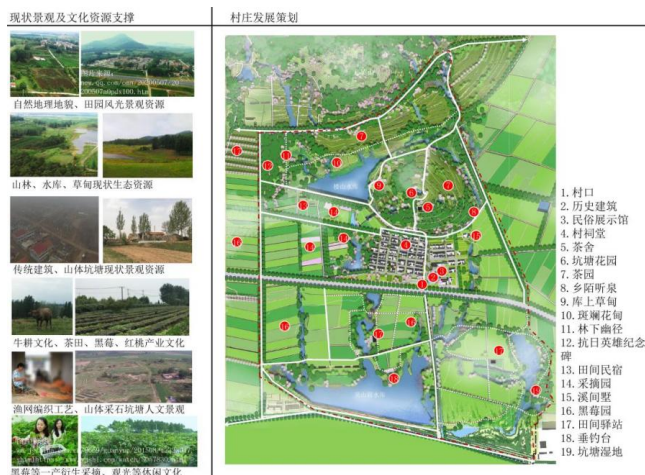 现状景观及文化资源支撑
自然地理地貌、田园风光景观资源
山林、水库、草甸现状生态资源
传统建筑、山体坑塘现状景观资源
牛耕文化、茶田、黑莓、红桃产业文化
渔网编织工艺、山体采石坑塘人文景观
黑莓等一产衍生采摘、观光等休闲文化
村庄发展策划
1.村口
2.历史建筑
3.民俗展示馆
4.村祠堂
5.茶舍
6.坑塘花园
7.茶园
8.乡陌听泉
9.库上草甸
10.斑斓花甸
11.林下幽径
12.抗日英雄纪念
碑
13.田间民宿
14.采摘园
15.溪间墅
16.黑莓园
17.田间驿站
18.垂钓台
19.坑塘湿地